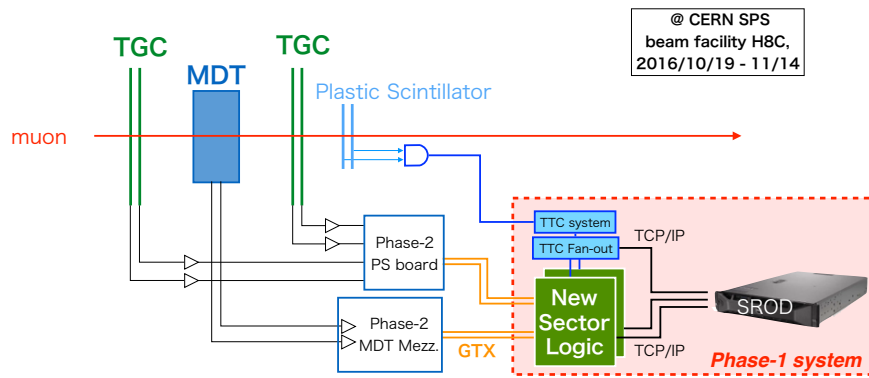 @ CERN SPS
beam facility H8C,
2016/10/19 - 11/14
TGC
TGC
MDT
Plastic Scintillator
muon
TTC system
TTC Fan-out
TCP/IP
Phase-2
PS board
New
Sector
Logic
SROD
Phase-2
MDT Mezz.
GTX
TCP/IP
Phase-1 system